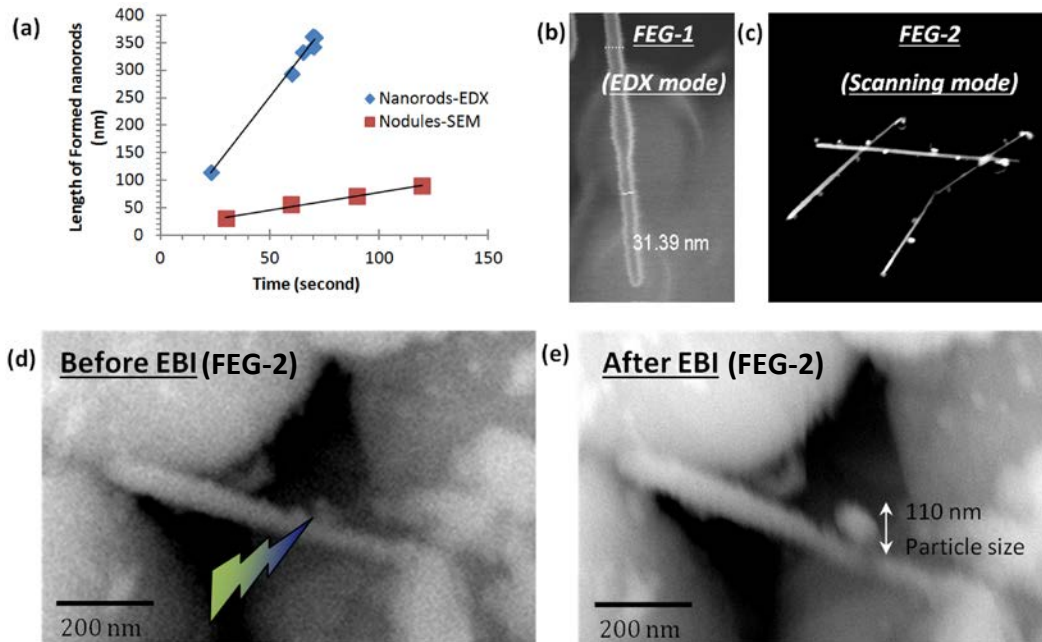 (a)
Length of Formed nanorods
(nm)
400
350
300
250
200
150
100
50
0
0
50
100
150
Time (second)
Nanorods-EDX
Nodules-SEM
(b)
FEG-1
(EDX mode)
31.39 nm
(c)
FEG-2
(Scanning mode)
(d)
Before EBI (FEG-2)
200 nm
(e)
After EBI (FEG-2)
110 nm
Particle size
200 nm